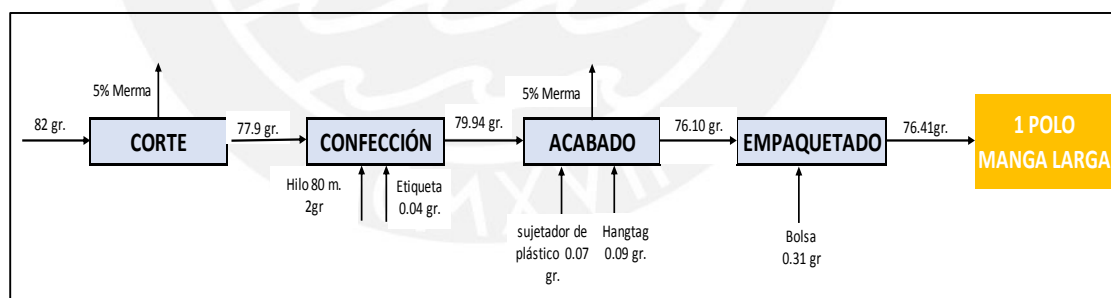 5% Merma
5% Merma
82 gr.
CORTE
77.9 gr.
CONFECCIÓN
79.94 gr.
ACABADO
76.10 gr.
EMPAQUETADO
76.41gr.
1 POLO
MANGA LARGA
Hilo 80 m.
2gr
Etiqueta
0.04 gr.
sujetador de
plástico 0.07
gr.
Hangtag
0.09 gr.
Bolsa
0.31 gr